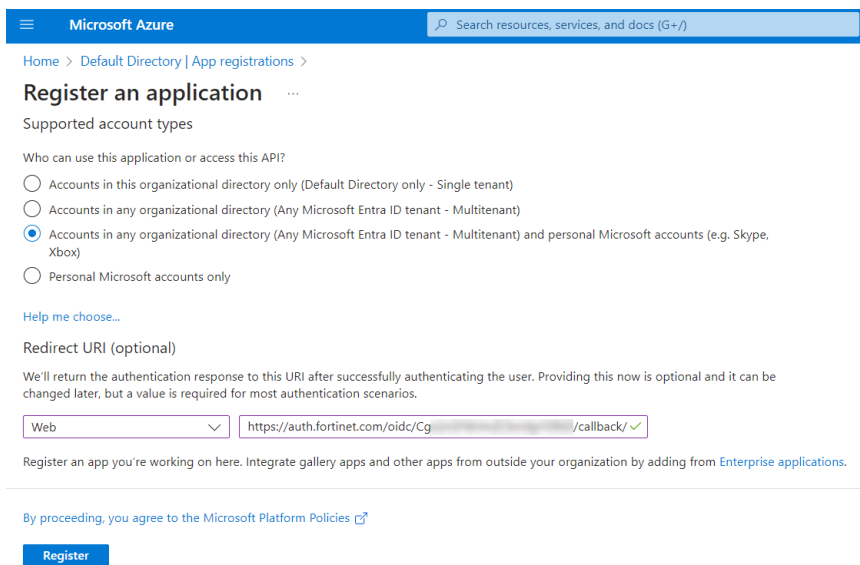 Microsoft Azure
Search resources, services, and docs (G+/)
Home > Default Directory | App registrations >
Register an application ...
Supported account types
Who can use this application or access this API?
Accounts in this organizational directory only (Default Directory only - Single tenant)
Accounts in any organizational directory (Any Microsoft Entra ID tenant - Multitenant)
Accounts in any organizational directory (Any Microsoft Entra ID tenant - Multitenant) and personal Microsoft accounts (e.g. Skype,
Xbox)
Personal Microsoft accounts only
Help me choose...
Redirect URI (optional)
We'll return the authentication response to this URI after successfully authenticating the user. Providing this now is optional and it can be
changed later, but a value is required for most authentication scenarios.
Web
https://auth.fortinet.com/oidc/Cg /callback/
Register an app you're working on here. Integrate gallery apps and other apps from outside your organization by adding from Enterprise applications.
By proceeding, you agree to the Microsoft Platform Policies
Register